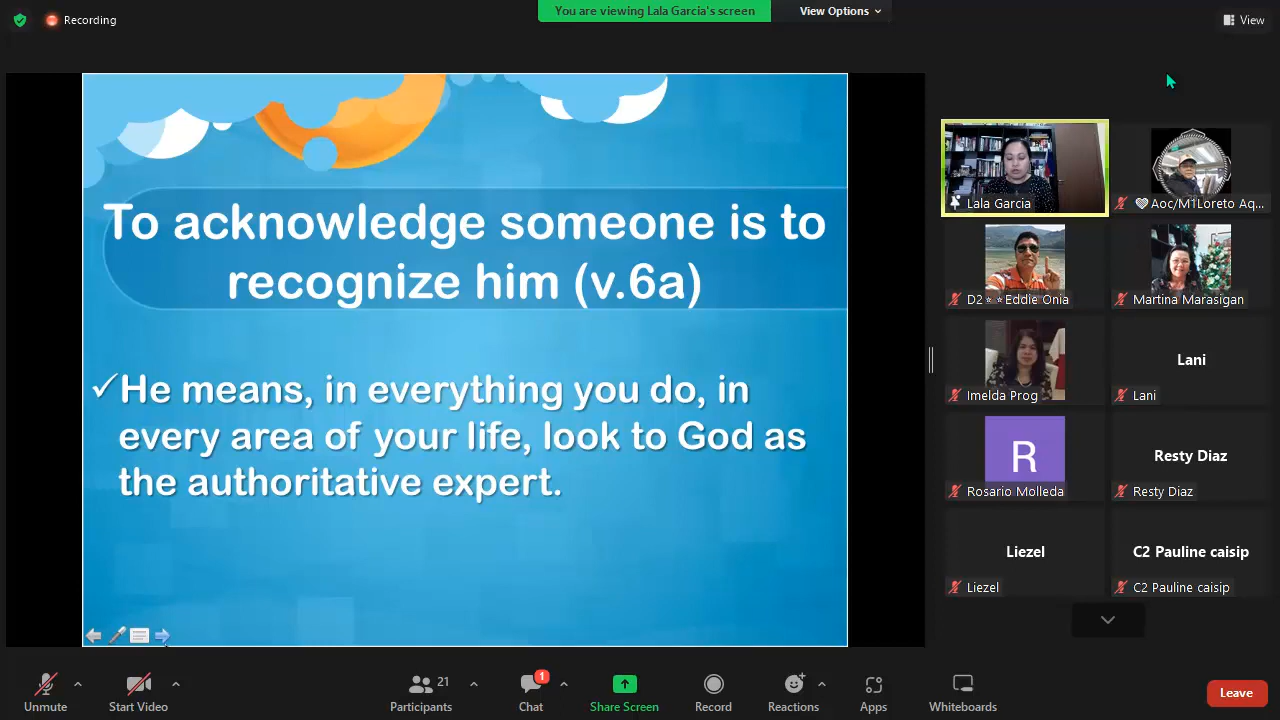 Recording
You are viewing Lala Garcia's screen
View Options
View
To acknowledge someone is to
recognize him (v.6a)
✓He means, in everything you do, in
every area of your life, look to God as
the authoritative expert.
Lala Garcia
Aoc/M1Loreto Aq...
D2**Eddie Onia
Martina Marasigan
Imelda Prog
Lani
Lani
R
Rosario Molleda
Resty Diaz
Resty Diaz
Liezel
Liezel
C2 Pauline caisip
C2 Pauline caisip
Unmute
Start Video
21
Participants
1
Chat
Share Screen
Record
Reactions
Apps
Whiteboards
Leave